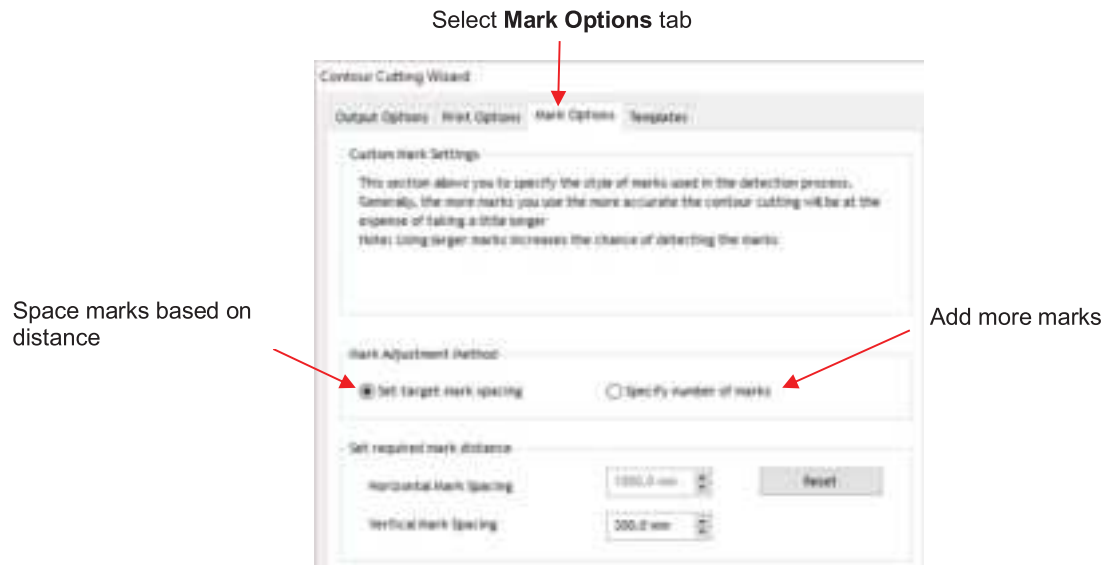 Select Mark Options tab
Contour Cutting Wizard
Output Options Print Options Mark Options Templates
Custom Mark Settings
This section allows you to specify the style of marks used in the detection process.
Generally, the more marks you use the more accurate the contour cutting will be at the
expense of taking a little longer
Note: Using larger marks increases the chance of detecting the marks
Space marks based on
distance
Add more marks
Mark Adjustment Method
Set target mark spacing Specify number of marks
Set required mark distance
Horizontal Mark Spacing 1000.0 mm Reset
Vertical Mark Spacing 300.0 mm